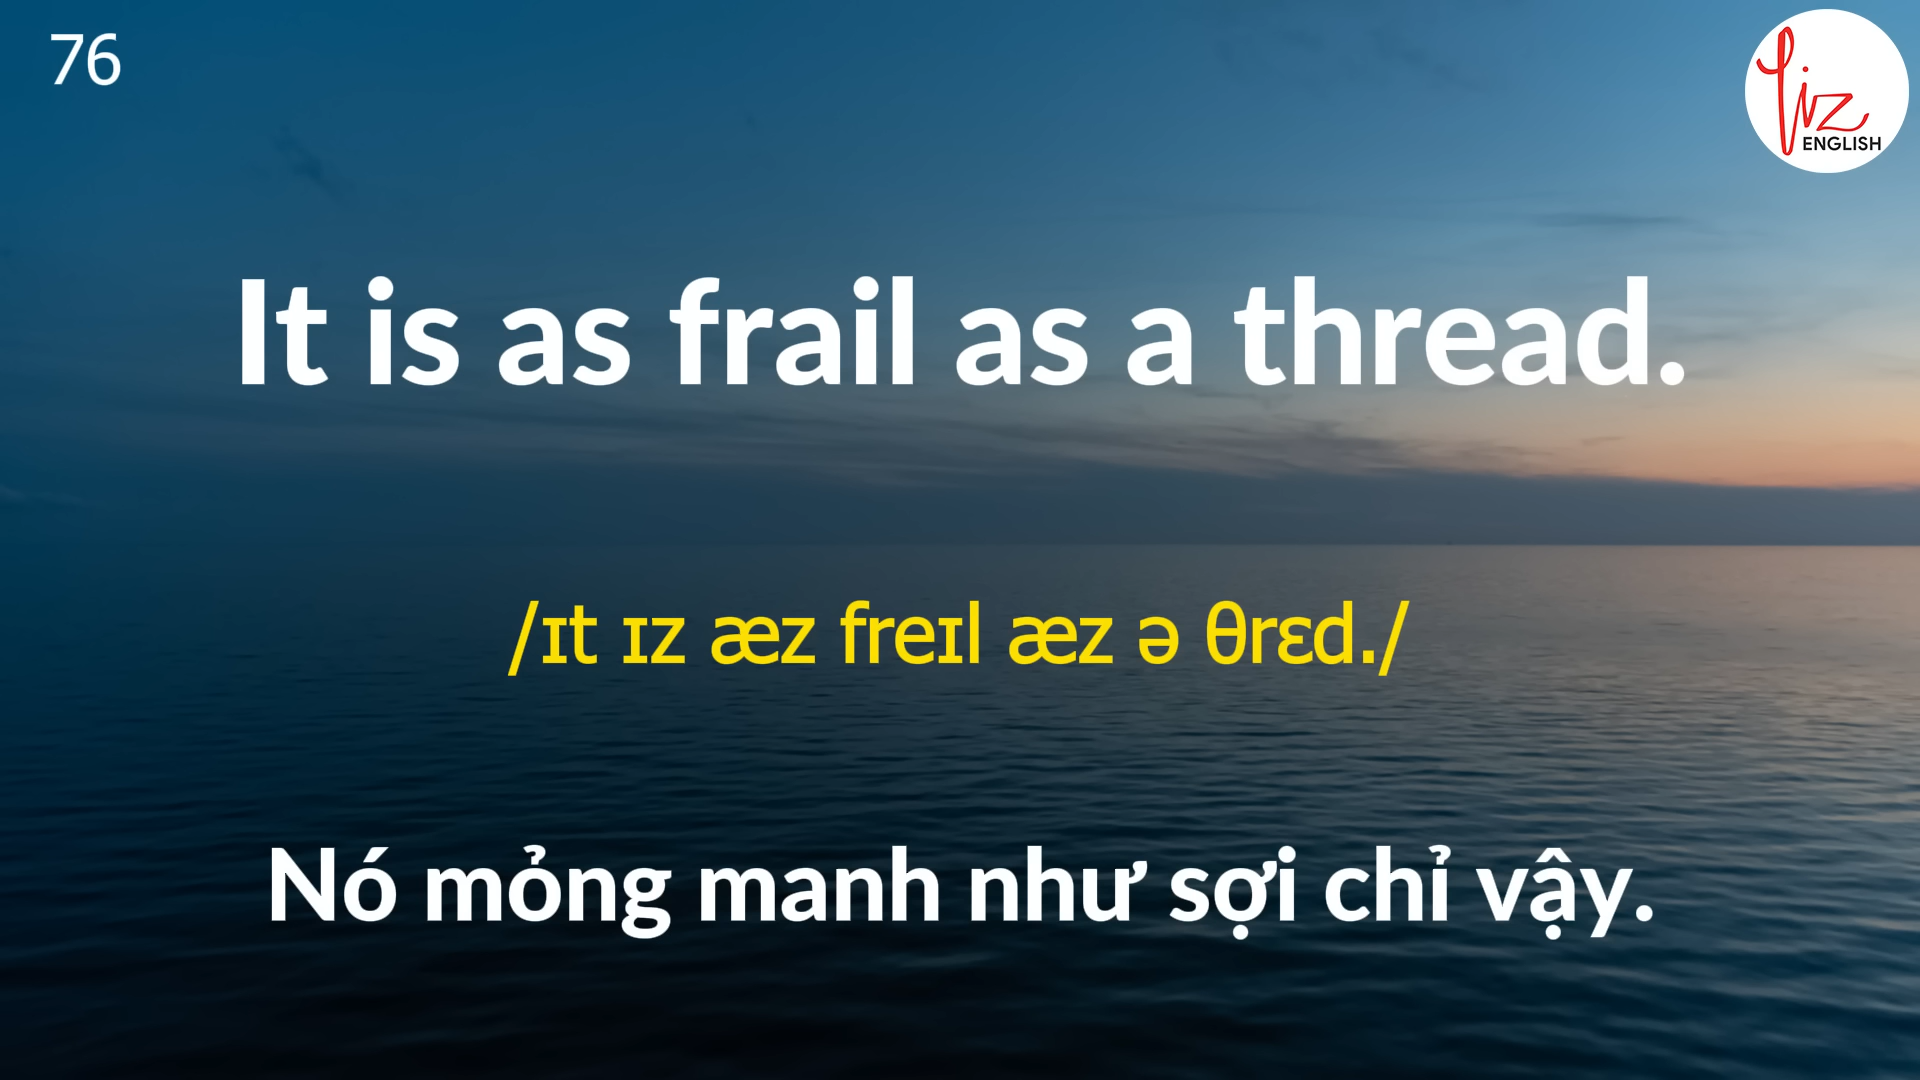 76
Liz
ENGLISH
It is as frail as a thread.
/ɪt ɪz æz freɪl æz ə θrɛd./
Nó mỏng manh như sợi chỉ vậy.